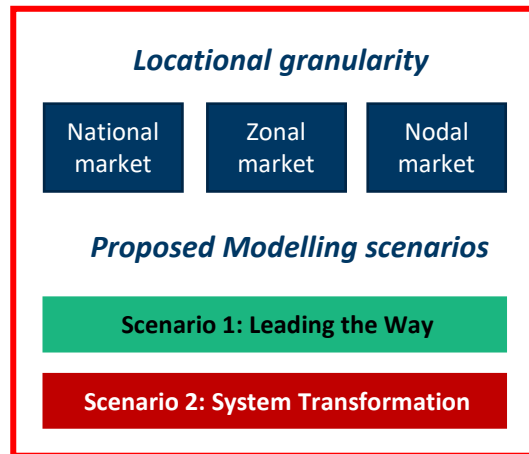 Locational granularity
National Zonal Nodal
market market market
Proposed Modelling scenarios
Scenario 1: Leading the Way
Scenario 2: System Transformation